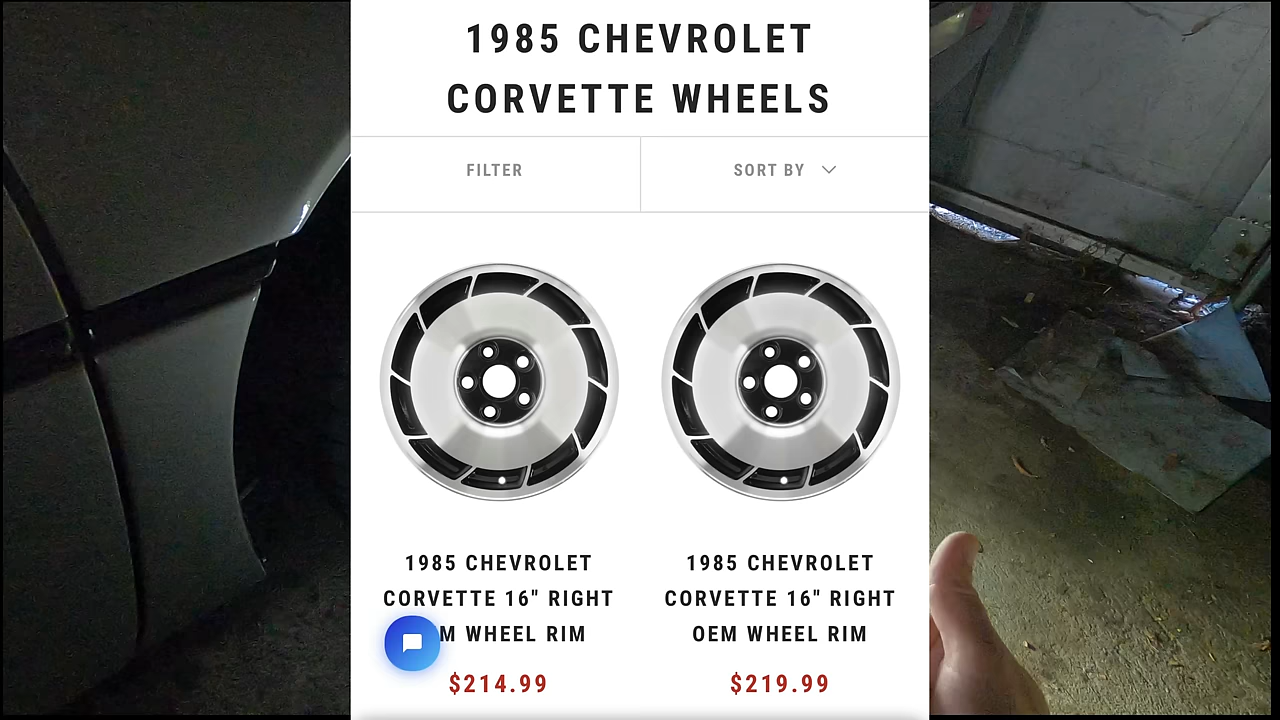 1985 CHEVROLET
CORVETTE WHEELS
FILTER
SORT BY
1985 CHEVROLET
CORVETTE 16" RIGHT
M WHEEL RIM
$214.99
1985 CHEVROLET
CORVETTE 16" RIGHT
OEM WHEEL RIM
$219.99